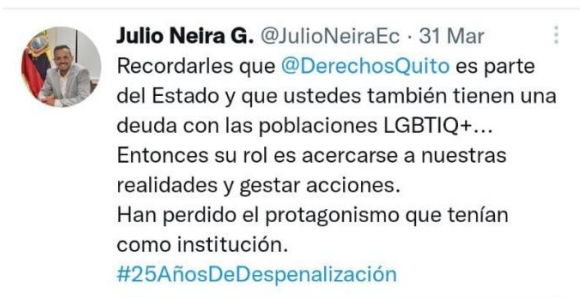 Julio Neira G. @JulioNeiraEc · 31 Mar
Recordarles que @DerechosQuito es parte
del Estado y que ustedes también tienen una
deuda con las poblaciones LGBTIQ+...
Entonces su rol es acercarse a nuestras
realidades y gestar acciones.
Han perdido el protagonismo que tenían
como institución.
#25AñosDeDespenalización